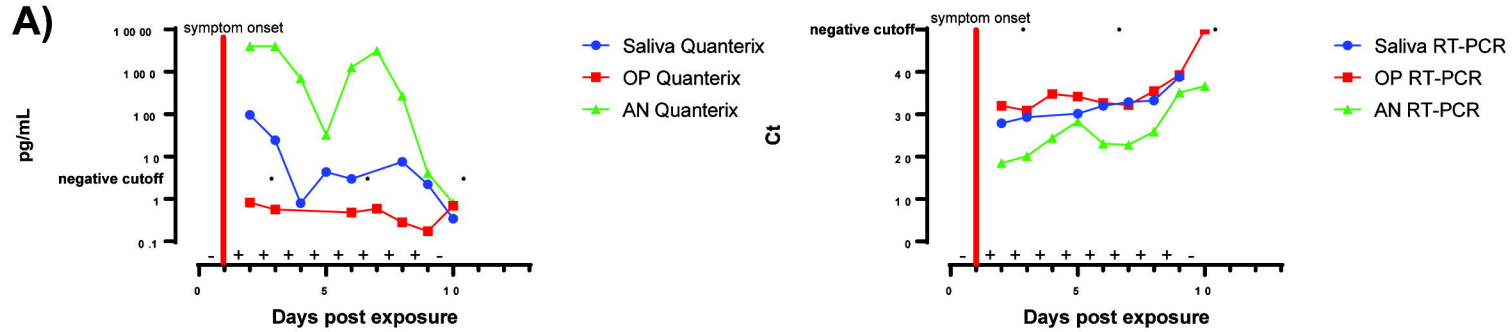 A)
symptom onset
1 00 00
1 00 0
1 00
1 0
negative cutoff
1
0 .1
pg/mL
- + + + + + + + + -
0 5 1 0
Days post exposure
Saliva Quanterix
OP Quanterix
AN Quanterix
symptom onset
negative cutoff
4 0
3 0
2 0
1 0
0
Ct
- + + + + + + + + -
0 5 1 0
Days post exposure
Saliva RT-PCR
OP RT-PCR
AN RT-PCR